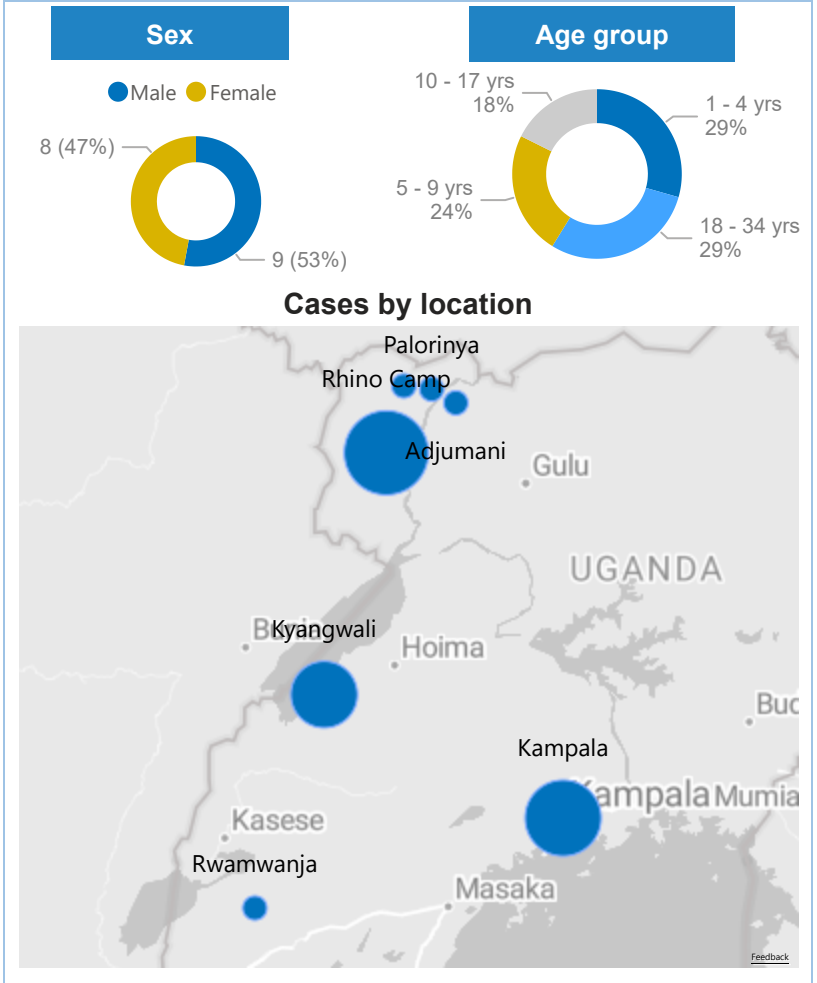 Sex
Age group
Male
Female
8 (47%)
9 (53%)
10 - 17 yrs
18%
1 - 4 yrs
29%
5 - 9 yrs
24%
18 - 34 yrs
29%
Cases by location
Palorinya
Rhino Camp
Adjumani
Gulu
UGANDA
Kyangwali
Hoima
Kampala
Kampala
Mumia
Buc
Kasese
Rwamwanja
Masaka
Feedback